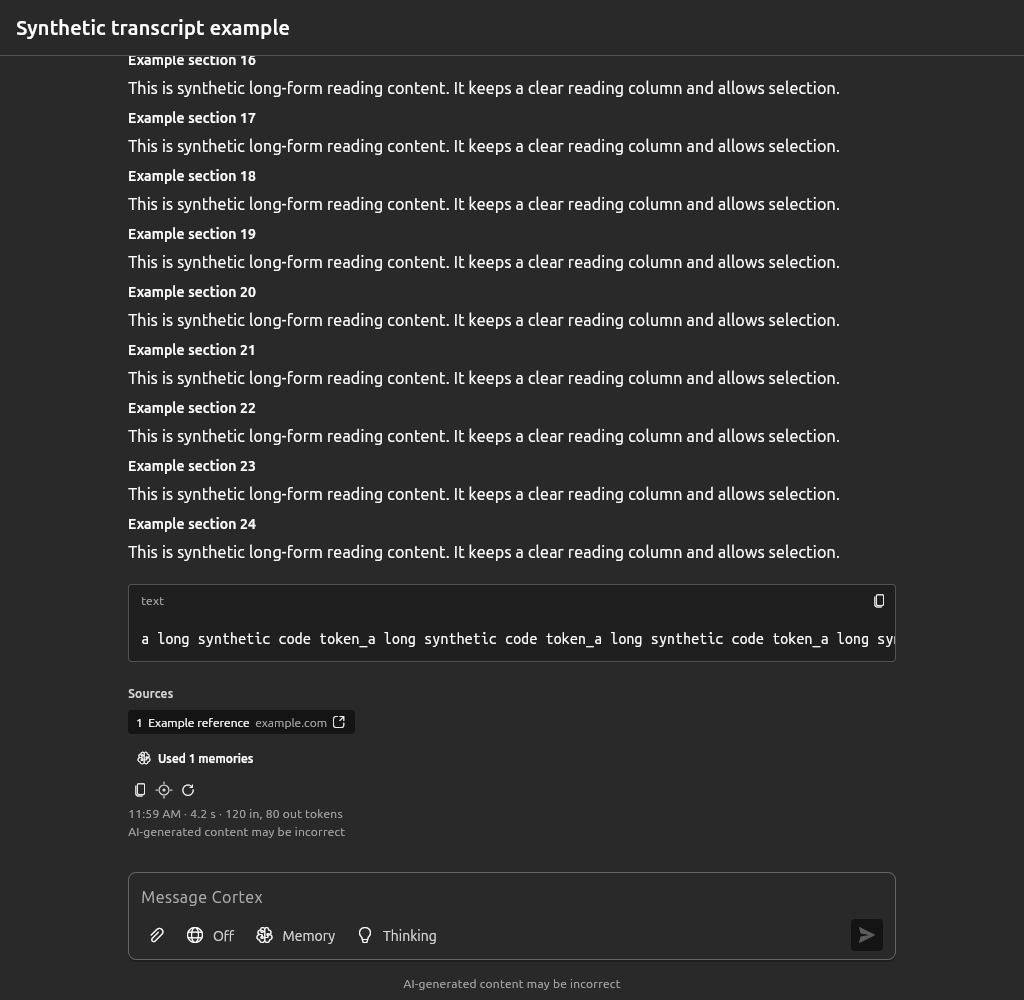 Synthetic transcript example
Example section 16
This is synthetic long-form reading content. It keeps a clear reading column and allows selection.
Example section 17
This is synthetic long-form reading content. It keeps a clear reading column and allows selection.
Example section 18
This is synthetic long-form reading content. It keeps a clear reading column and allows selection.
Example section 19
This is synthetic long-form reading content. It keeps a clear reading column and allows selection.
Example section 20
This is synthetic long-form reading content. It keeps a clear reading column and allows selection.
Example section 21
This is synthetic long-form reading content. It keeps a clear reading column and allows selection.
Example section 22
This is synthetic long-form reading content. It keeps a clear reading column and allows selection.
Example section 23
This is synthetic long-form reading content. It keeps a clear reading column and allows selection.
Example section 24
This is synthetic long-form reading content. It keeps a clear reading column and allows selection.
text
a long synthetic code token_a long synthetic code token_a long synthetic code token_a long sy
Sources
1 Example reference example.com
Used 1 memories
11:59 AM · 4.2 s · 120 in, 80 out tokens
AI-generated content may be incorrect
Message Cortex
Off Memory Thinking
AI-generated content may be incorrect